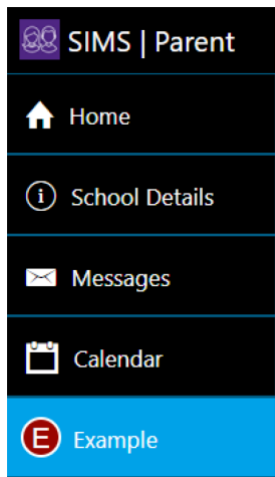 SIMS | Parent
Home
School Details
Messages
Calendar
E Example